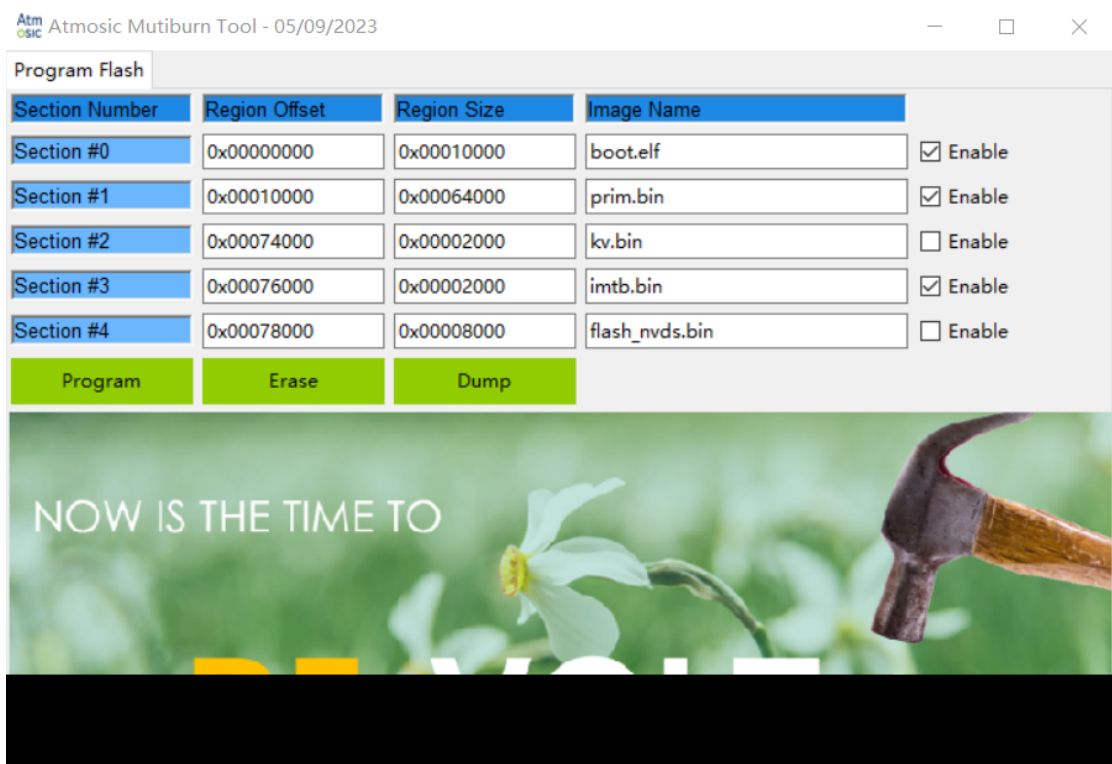 Atmosic Atmosic Mutiburn Tool - 05/09/2023
Program Flash
Section Number Region Offset Region Size Image Name
Section #0 0x00000000 0x00010000 boot.elf Enable
Section #1 0x00010000 0x00064000 prim.bin Enable
Section #2 0x00074000 0x00002000 kv.bin Enable
Section #3 0x00076000 0x00002000 imtb.bin Enable
Section #4 0x00078000 0x00008000 flash_nvds.bin Enable
Program Erase Dump
NOW IS THE TIME TO